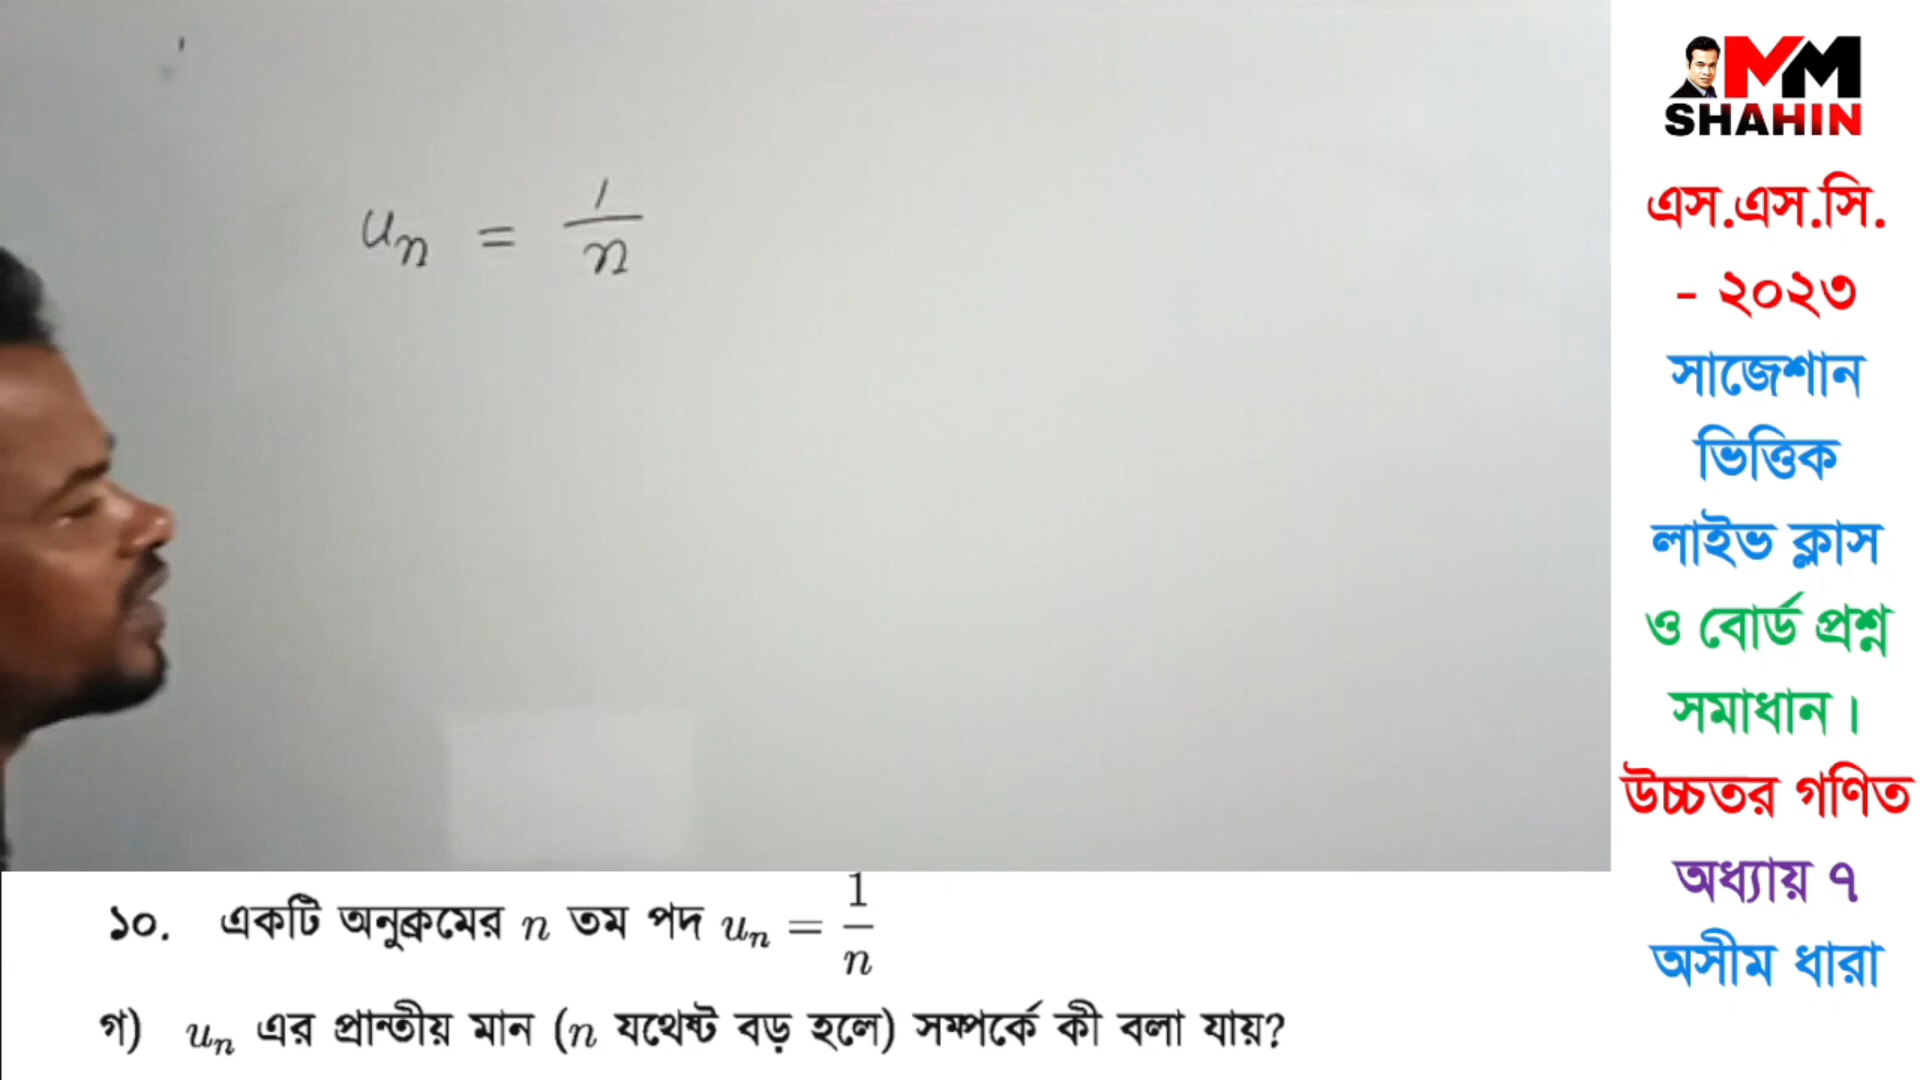 uₙ = 1/n
MM
SHAHIN
এস.এস.সি.
- ২০২৩
সাজেশান
ভিত্তিক
লাইভ ক্লাস
ও বোর্ড প্রশ্ন
সমাধান।
উচ্চতর গণিত
অধ্যায় ৭
অসীম ধারা
১০. একটি অনুক্রমের n তম পদ uₙ = 1/n
গ) uₙ এর প্রান্তীয় মান (n যথেষ্ট বড় হলে) সম্পর্কে কী বলা যায়?